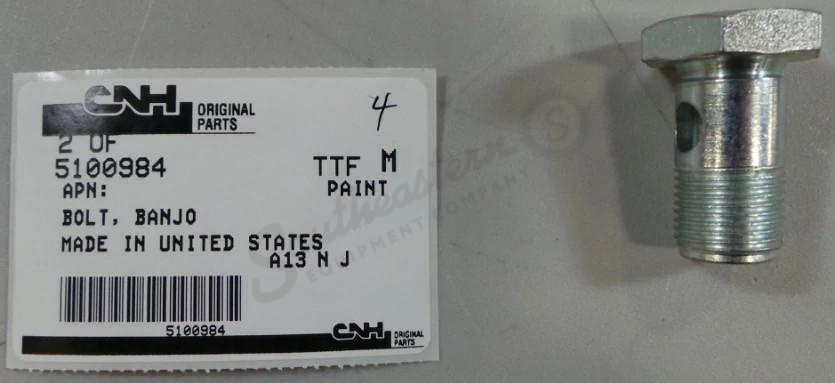 CNH ORIGINAL PARTS
4
2 OF
5100984 TTF M
APN: PAINT
BOLT, BANJO
MADE IN UNITED STATES
A13 N J
5100984
CNH ORIGINAL PARTS
Southeastern
EQUIPMENT COMPANY
S